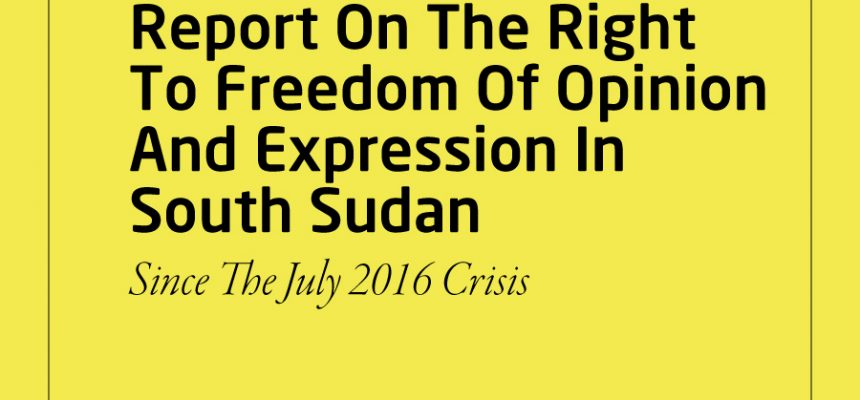 Report On The Right
To Freedom Of Opinion
And Expression In
South Sudan
Since The July 2016 Crisis